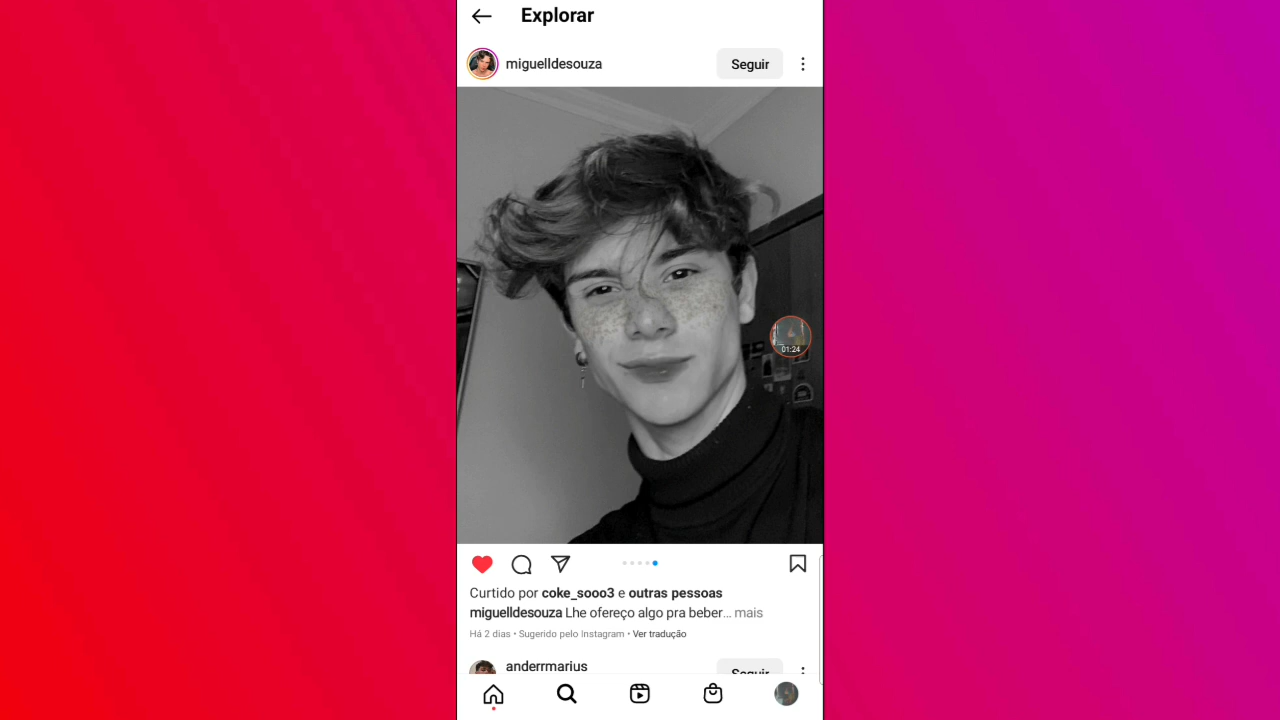 Explorar
miguelldesouza
Seguir
01:24
Curtido por coke_sooo3 e outras pessoas
miguelldesouza Lhe ofereço algo pra beber... mais
Há 2 dias • Sugerido pelo Instagram • Ver tradução
anderrmarius
Seguir